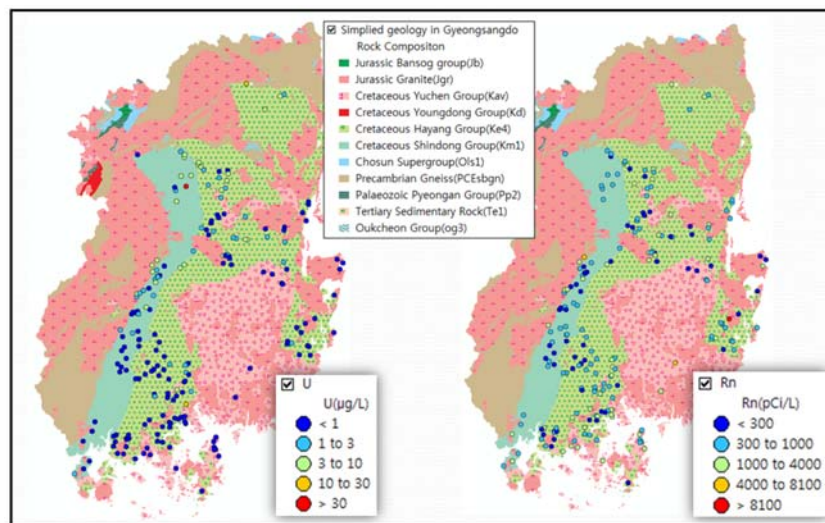 Simplied geology in Gyeongsangdo
Rock Compositon
Jurassic Bansog group(Jb)
Jurassic Granite(Jgr)
Cretaceous Yuchen Group(Kav)
Cretaceous Youngdong Group(Kd)
Cretaceous Hayang Group(Ke4)
Cretaceous Shindong Group(Km1)
Chosun Supergroup(Ols1)
Precambrian Gneiss(PCEsbgn)
Palaeozoic Pyeongan Group(Pp2)
Tertiary Sedimentary Rock(Te1)
Oukcheon Group(og3)
U
U(µg/L)
< 1
1 to 3
3 to 10
10 to 30
> 30
Rn
Rn(pCi/L)
< 300
300 to 1000
1000 to 4000
4000 to 8100
> 8100